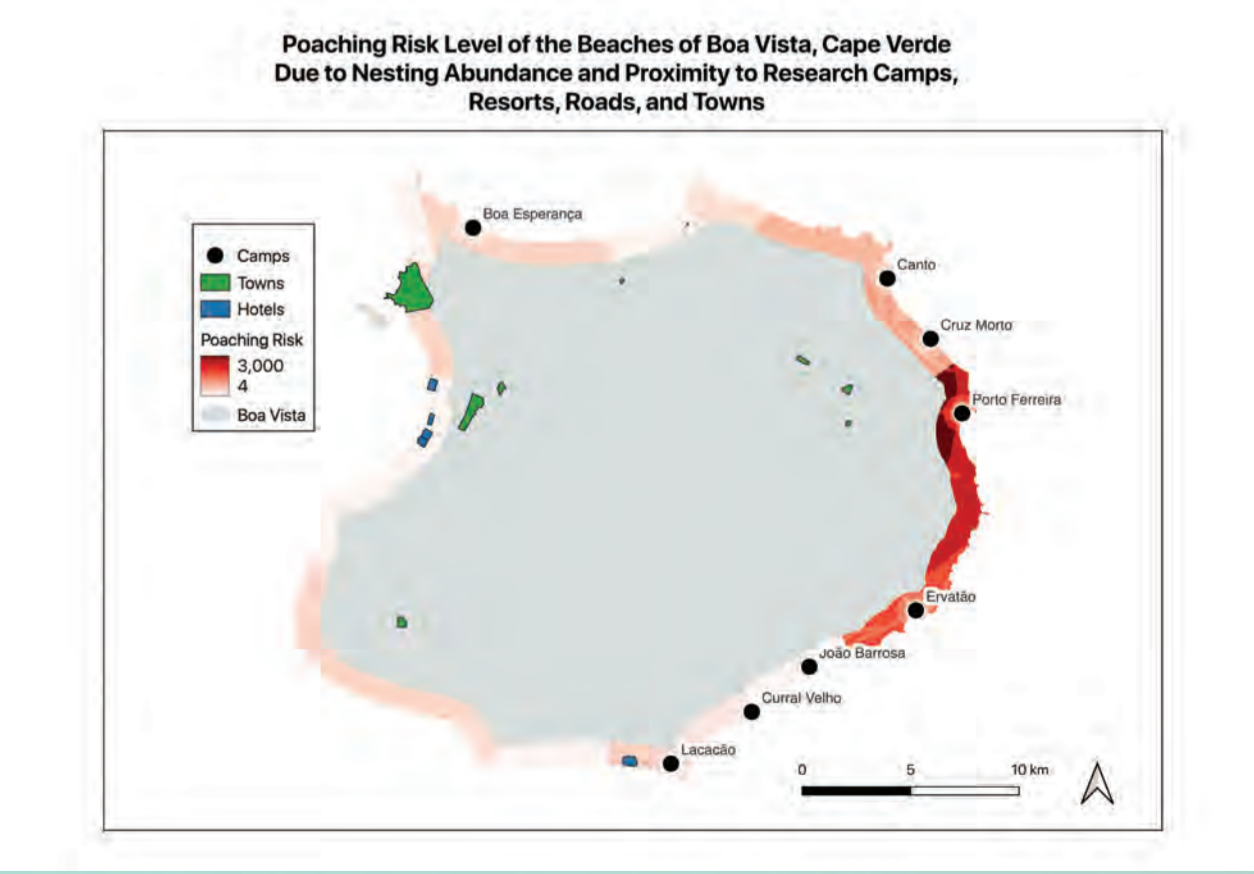 Poaching Risk Level of the Beaches of Boa Vista, Cape Verde
Due to Nesting Abundance and Proximity to Research Camps,
Resorts, Roads, and Towns
Boa Esperança
Camps
Towns
Hotels
Poaching Risk
3,000
4
Boa Vista
Canto
Cruz Morto
Porto Ferreira
Ervatão
João Barrosa
Curral Velho
Lacacão
0 5 10 km